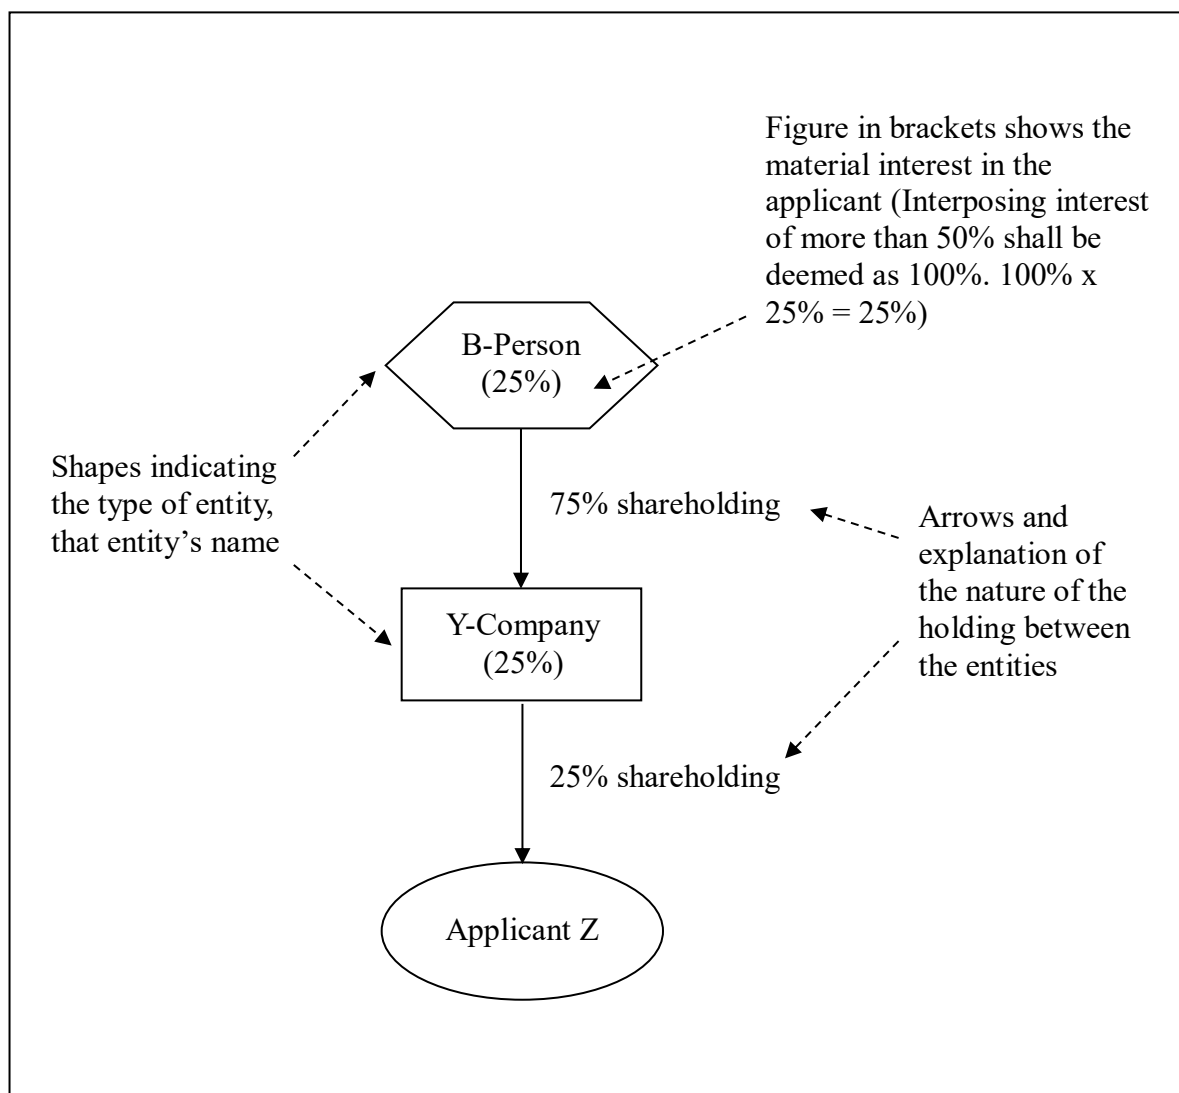 Figure in brackets shows the
material interest in the
applicant (Interposing interest
of more than 50% shall be
deemed as 100%. 100% x
25% = 25%)
B-Person
(25%)
Shapes indicating
the type of entity,
that entity’s name
75% shareholding
Arrows and
explanation of
the nature of the
holding between
the entities
Y-Company
(25%)
25% shareholding
Applicant Z